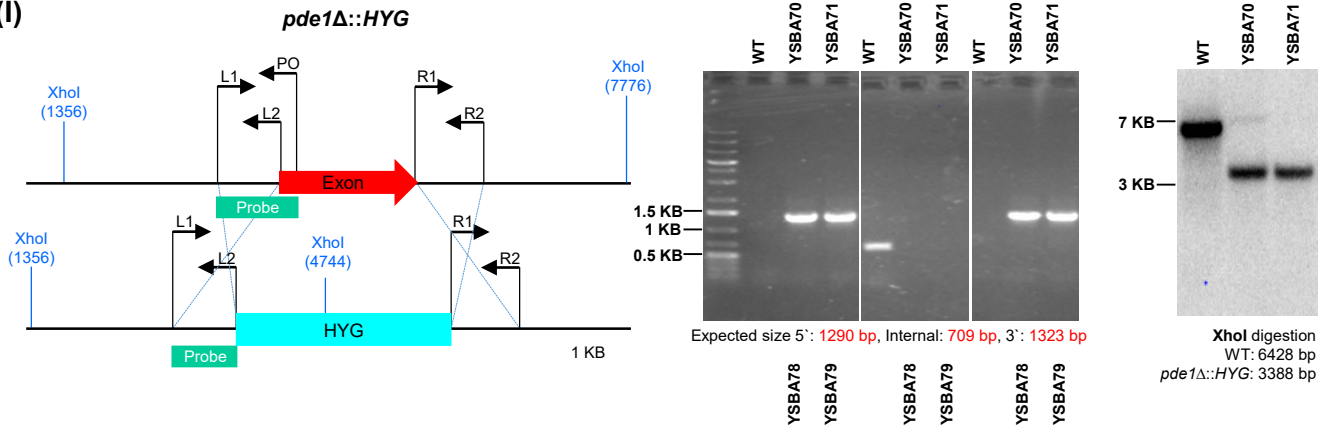 (I)
pde1Δ::HYG
XhoI
(1356)
L1
PO
L2
R1
R2
XhoI
(7776)
Exon
Probe
XhoI
(1356)
L1
L2
XhoI
(4744)
R1
R2
HYG
Probe
1 KB
WT
YSBA70
YSBA71
WT
YSBA70
YSBA71
WT
YSBA70
YSBA71
1.5 KB
1 KB
0.5 KB
Expected size 5`: 1290 bp, Internal: 709 bp, 3`: 1323 bp
YSBA78
YSBA79
YSBA78
YSBA79
YSBA78
YSBA79
WT
YSBA70
YSBA71
7 KB
3 KB
XhoI digestion
WT: 6428 bp
pde1Δ::HYG: 3388 bp